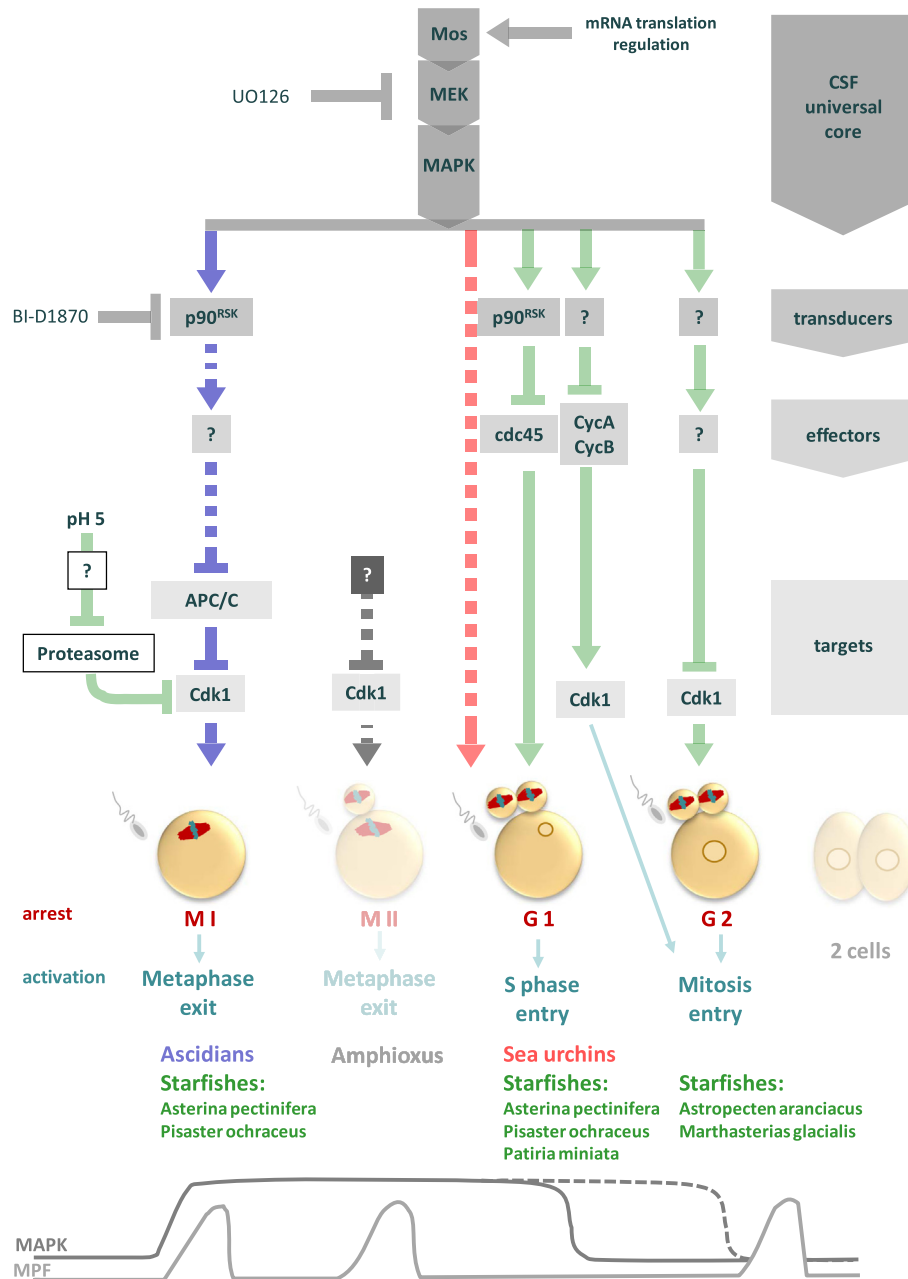 Mos
mRNA translation
regulation
UO126
MEK
MAPK
CSF
universal
core
BI-D1870
p90RSK
p90RSK
?
?
transducers
?
cdc45
CycA
CycB
?
effectors
pH 5
?
?
APC/C
Proteasome
targets
Cdk1
Cdk1
Cdk1
Cdk1
arrest
M I
M II
G 1
G 2
2 cells
activation
Metaphase
exit
Metaphase
exit
S phase
entry
Mitosis
entry
Ascidians
Amphioxus
Sea urchins
Starfishes:
Asterina pectinifera
Pisaster ochraceus
Starfishes:
Asterina pectinifera
Pisaster ochraceus
Patiria miniata
Starfishes:
Astropecten aranciacus
Marthasterias glacialis
MAPK
MPF